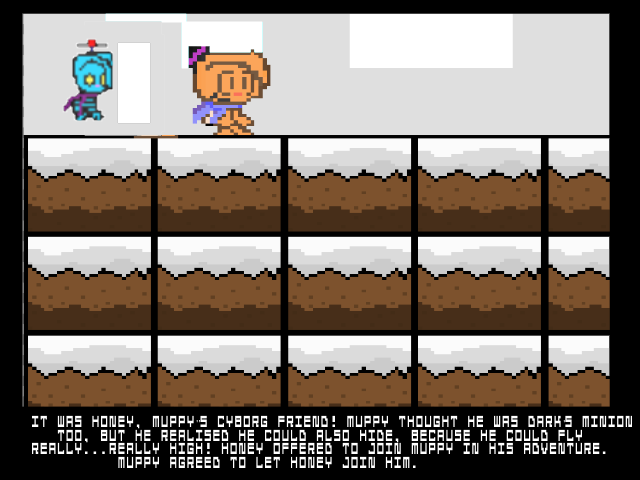 IT WAS HONEY, MUPPY'S CYBORG FRIEND! MUPPY THOUGHT HE WAS DARK'S MINION
TOO, BUT HE REALISED HE COULD ALSO HIDE, BECAUSE HE COULD FLY
REALLY...REALLY HIGH! HONEY OFFERED TO JOIN MUPPY IN HIS ADVENTURE.
MUPPY AGREED TO LET HONEY JOIN HIM.